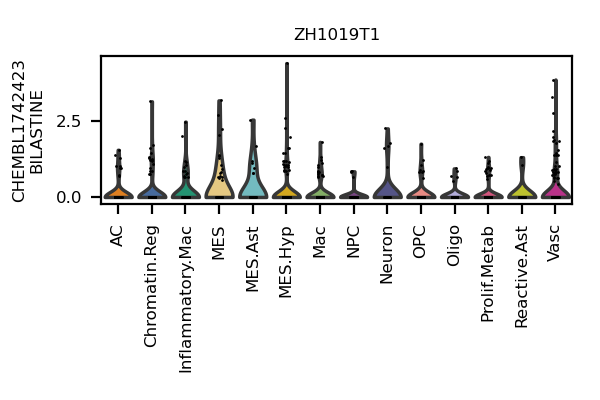 ZH1019T1
CHEMBL1742423
BILASTINE
2.5
0.0
AC
Chromatin.Reg
Inflammatory.Mac
MES
MES.Ast
MES.Hyp
Mac
NPC
Neuron
OPC
Oligo
Prolif.Metab
Reactive.Ast
Vasc